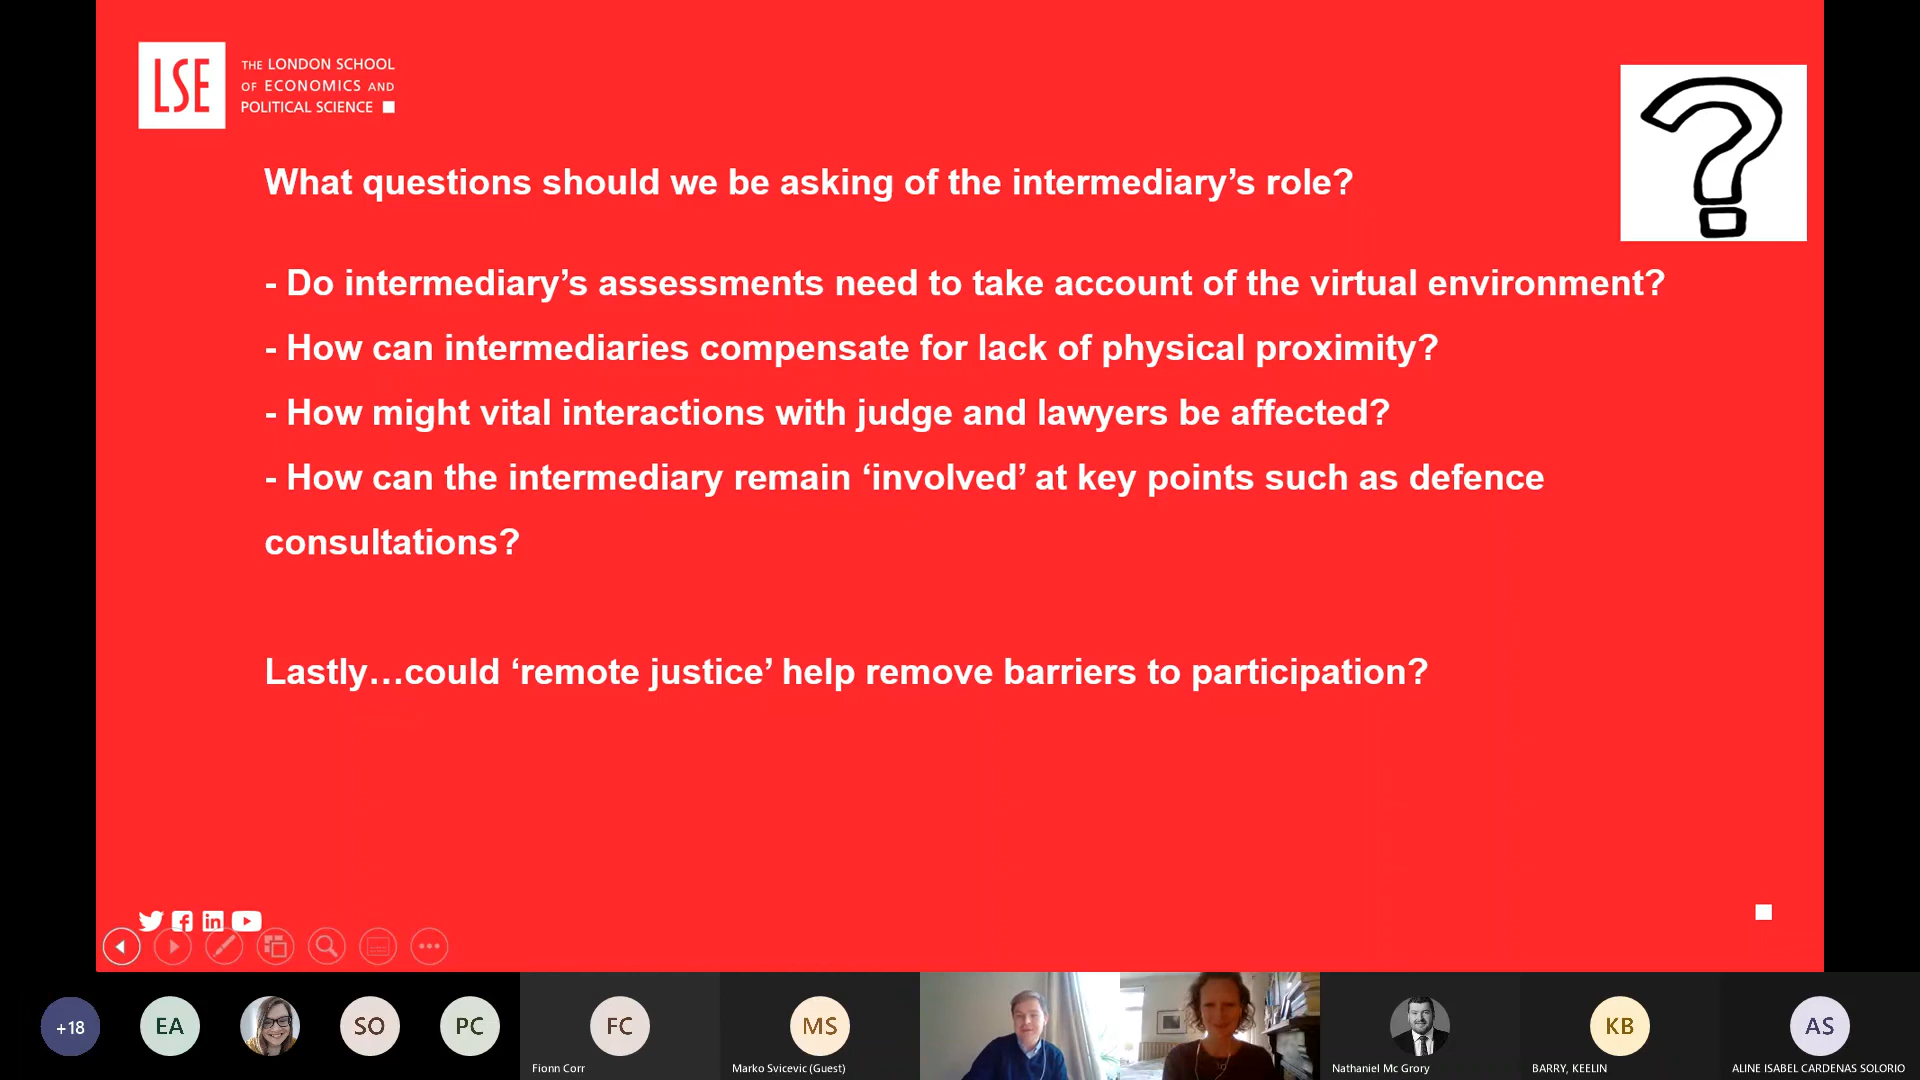 LSE
THE LONDON SCHOOL
OF ECONOMICS AND
POLITICAL SCIENCE
?
What questions should we be asking of the intermediary’s role?
- Do intermediary’s assessments need to take account of the virtual environment?
- How can intermediaries compensate for lack of physical proximity?
- How might vital interactions with judge and lawyers be affected?
- How can the intermediary remain ‘involved’ at key points such as defence
consultations?
Lastly…could ‘remote justice’ help remove barriers to participation?
+18
EA
SO
PC
FC
Fionn Corr
MS
Marko Svicevic (Guest)
Nathaniel Mc Grory
KB
BARRY, KEELIN
AS
ALINE ISABEL CARDENAS SOLORIO